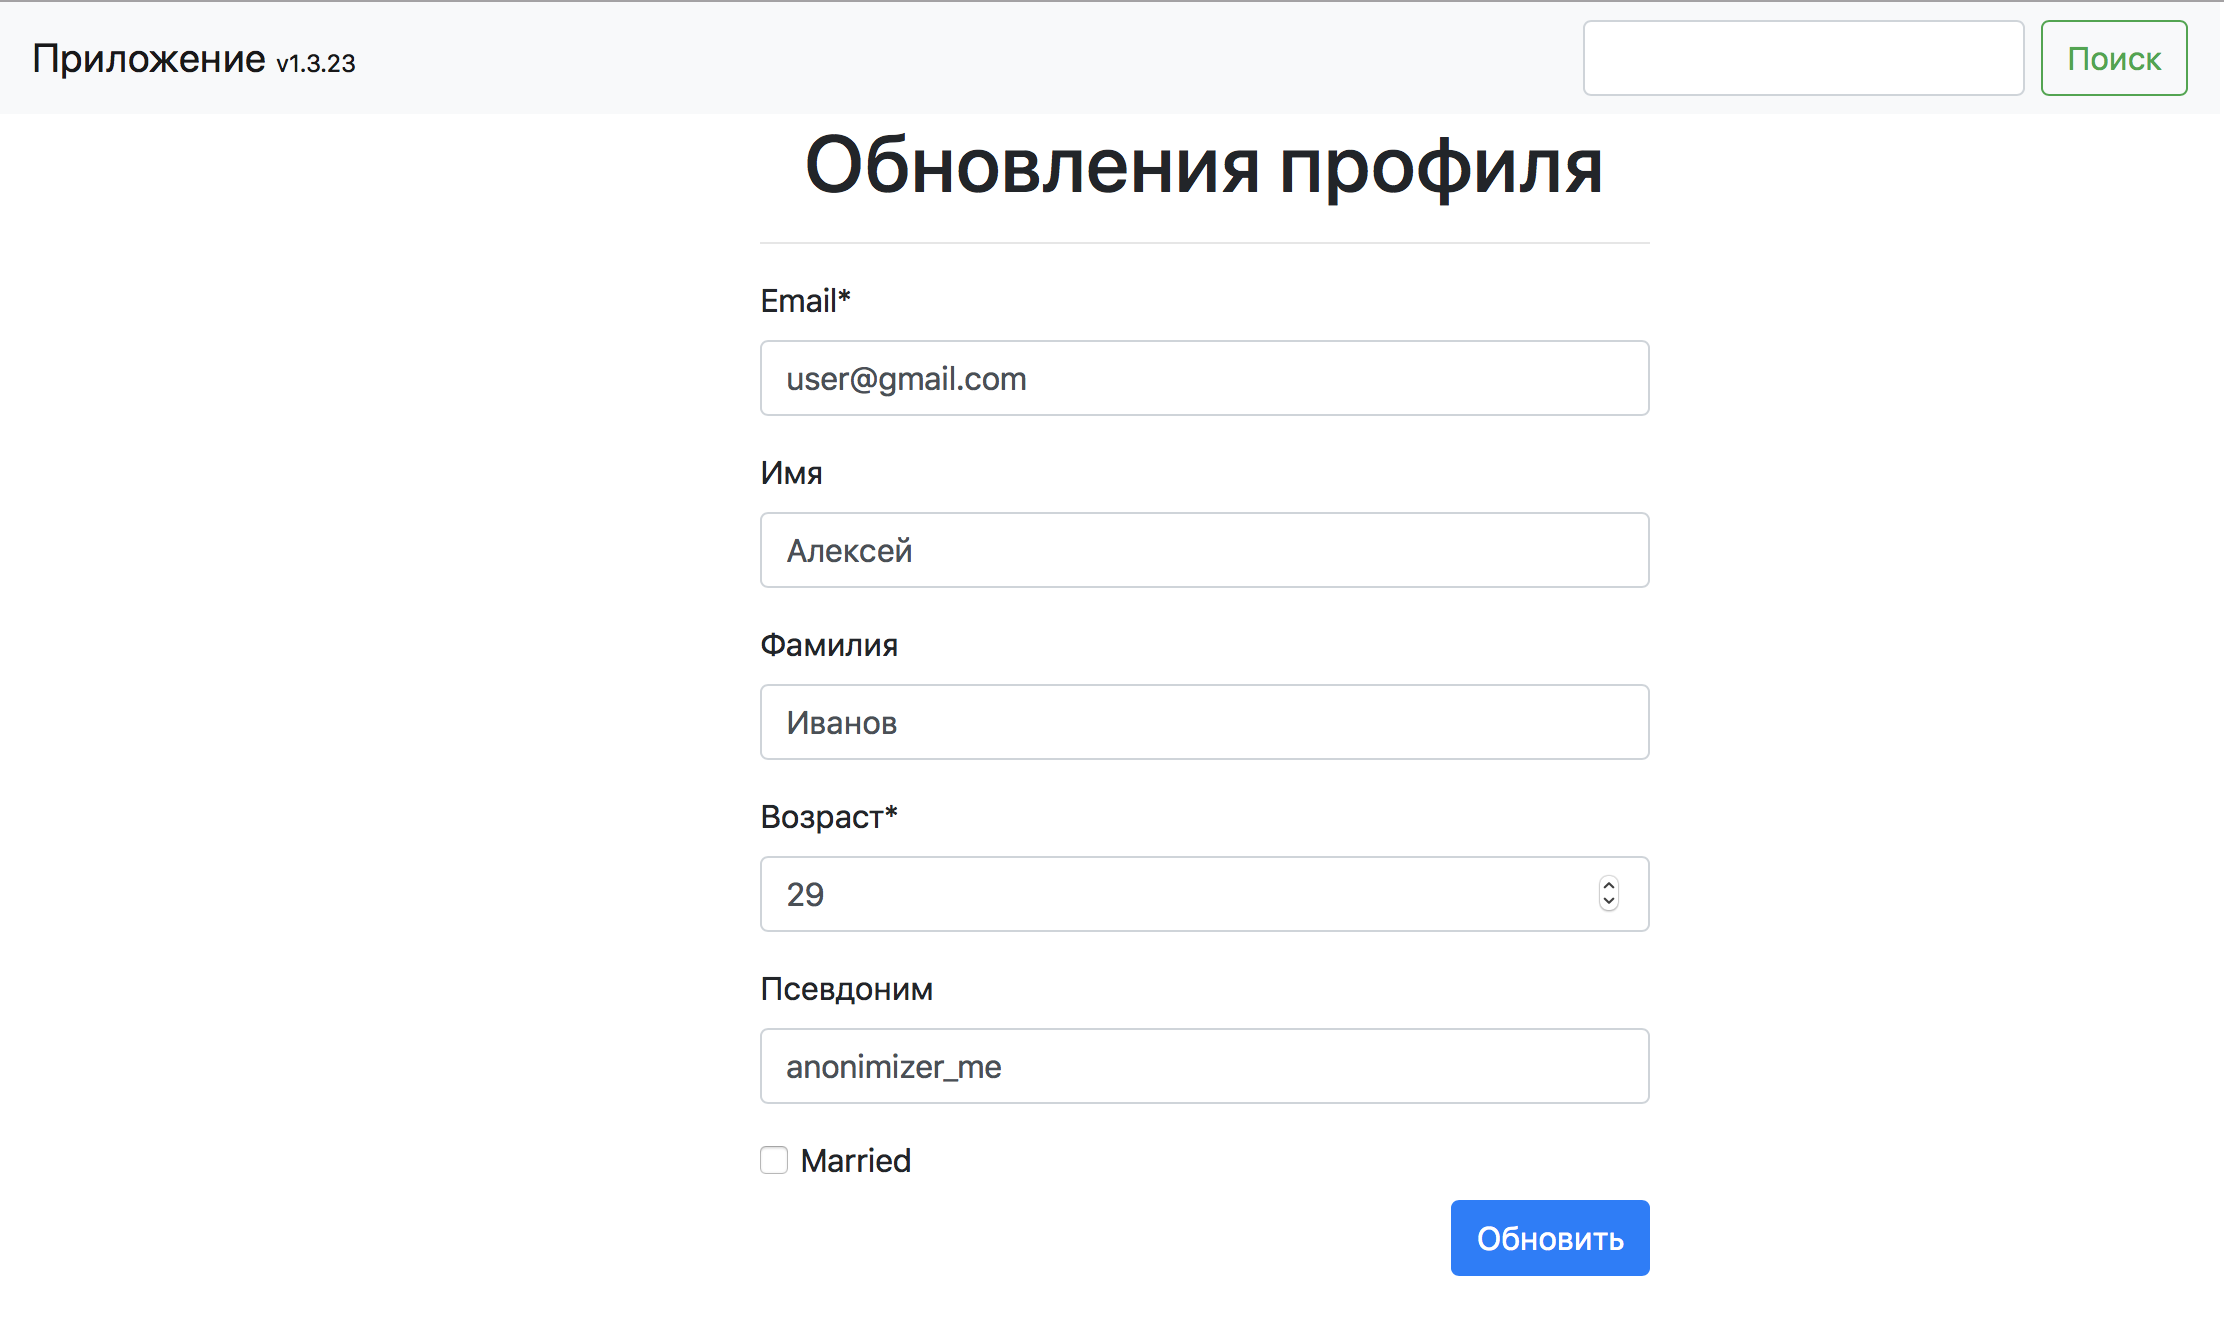 Приложение v1.3.23
Поиск
Обновления профиля
Email*
user@gmail.com
Имя
Алексей
Фамилия
Иванов
Возраст*
29
Псевдоним
anonimizer_me
Married
Обновить